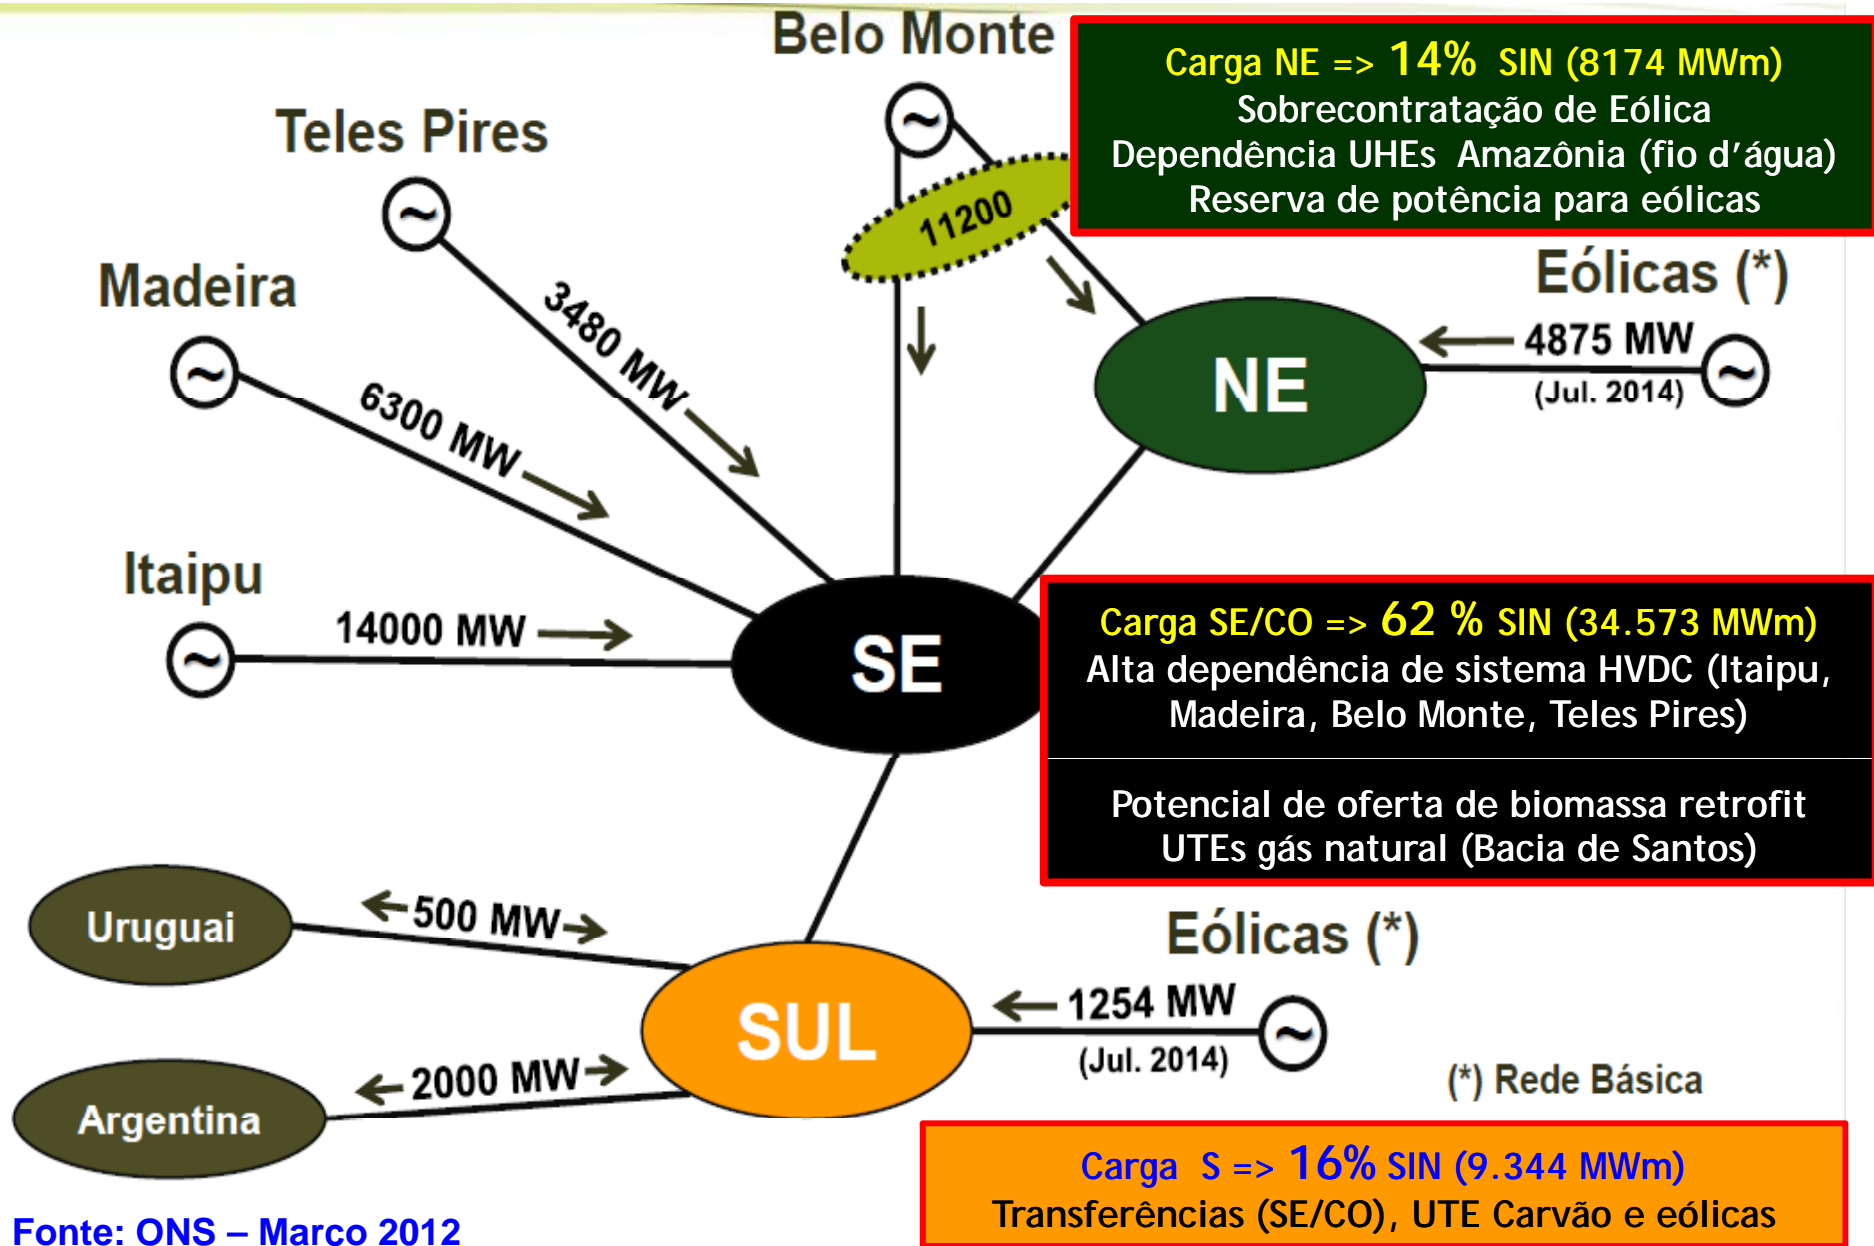 Belo Monte
Carga NE => 14% SIN (8174 MWm)
Sobrecontratação de Eólica
Dependência UHEs Amazônia (fio d'água)
Reserva de potência para eólicas
Teles Pires
~
11200
~
Madeira
3480 MW
Eólicas (*)
4875 MW
(Jul. 2014)
~
NE
~
6300 MW
Itaipu
14000 MW
~
SE
Carga SE/CO => 62 % SIN (34.573 MWm)
Alta dependência de sistema HVDC (Itaipu,
Madeira, Belo Monte, Teles Pires)
Potencial de oferta de biomassa retrofit
UTEs gás natural (Bacia de Santos)
Uruguai
500 MW
Eólicas (*)
1254 MW
(Jul. 2014)
~
SUL
2000 MW
Argentina
(*) Rede Básica
Carga S => 16% SIN (9.344 MWm)
Transferências (SE/CO), UTE Carvão e eólicas
Fonte: ONS – Março 2012